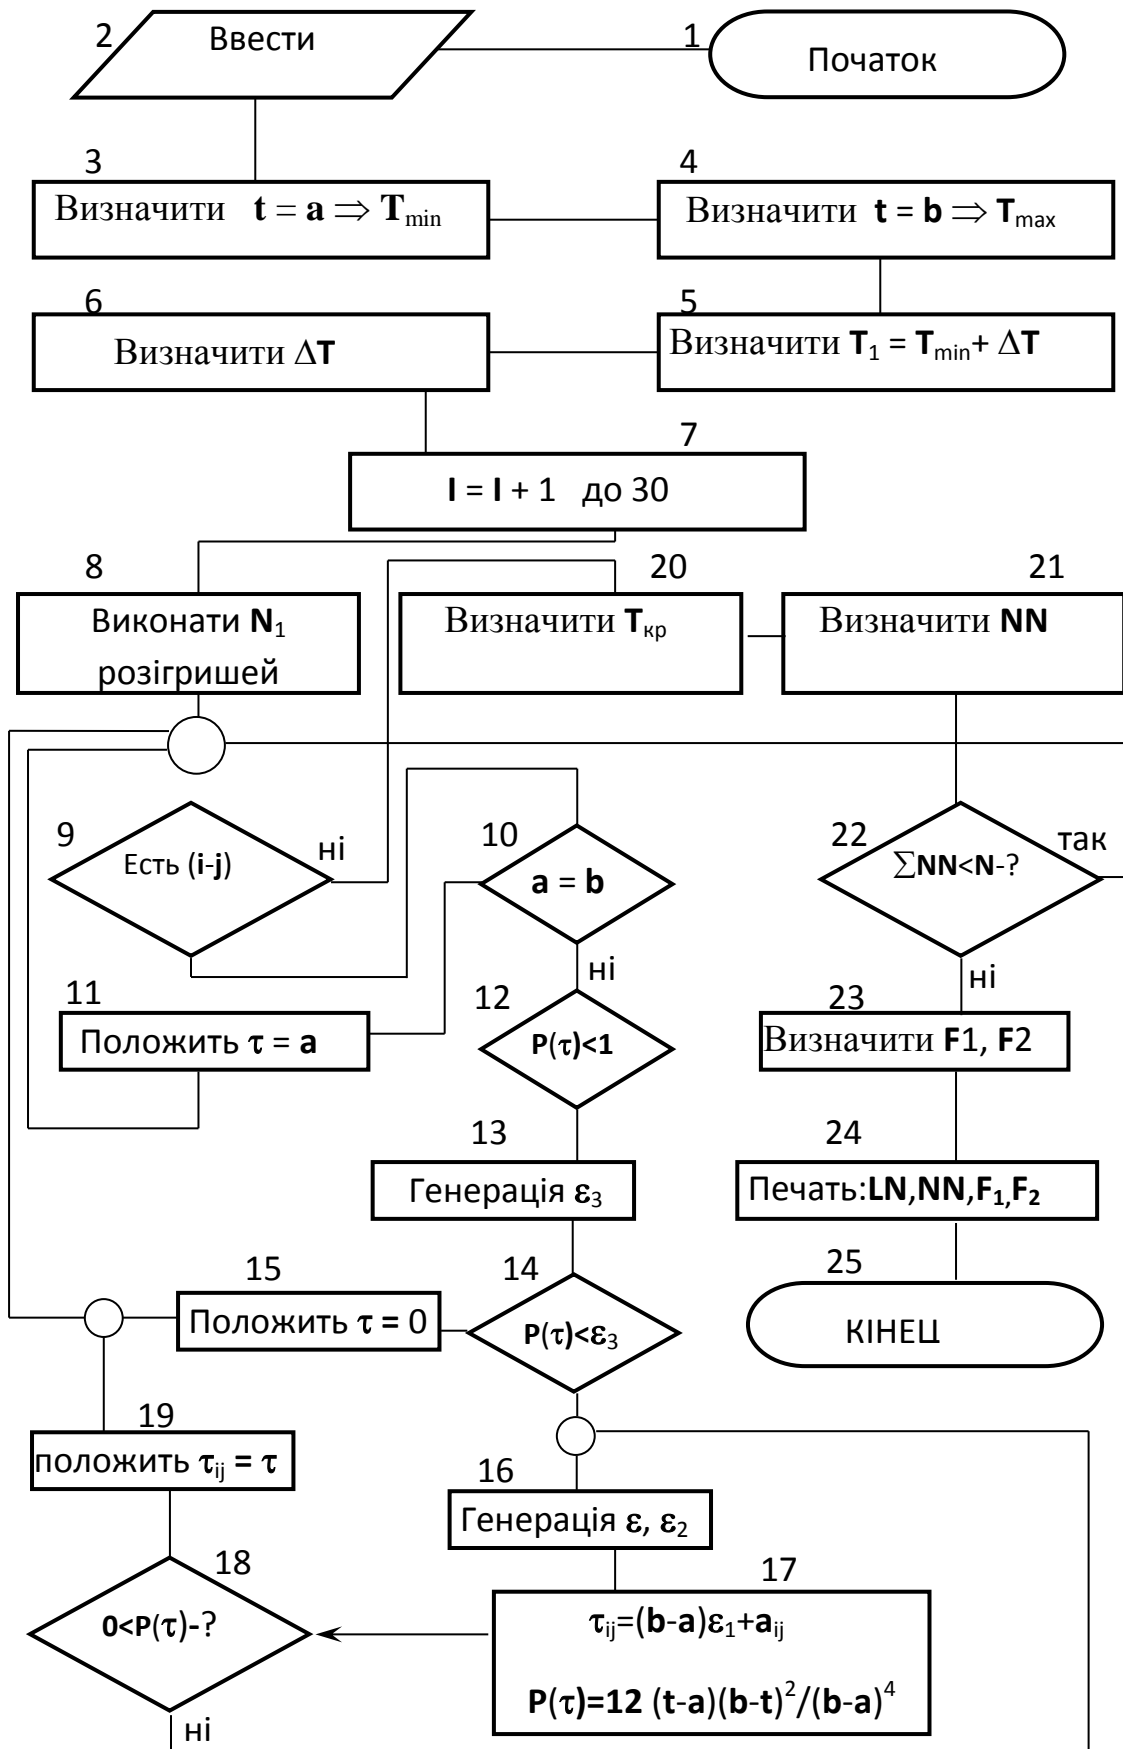 2
Ввести
1
Початок
3
Визначити t = a ⇒ Tmin
4
Визначити t = b ⇒ Tmax
6
Визначити ΔT
5
Визначити T1 = Tmin+ ΔT
7
I = I + 1 до 30
8
Виконати N1
розігришей
20
Визначити Tкр
21
Визначити NN
9
Есть (i-j)
ні
10
a = b
ні
22
∑NN<N-?
так
ні
11
Положить τ = a
12
P(τ)<1
23
Визначити F1, F2
13
Генерація ε3
24
Печать:LN,NN,F1,F2
15
Положить τ = 0
14
P(τ)<ε3
25
КІНЕЦ
19
положить τij = τ
16
Генерація ε, ε2
18
0<P(τ)-?
ні
17
τij=(b-a)ε1+aij
P(τ)=12 (t-a)(b-t)²/(b-a)⁴